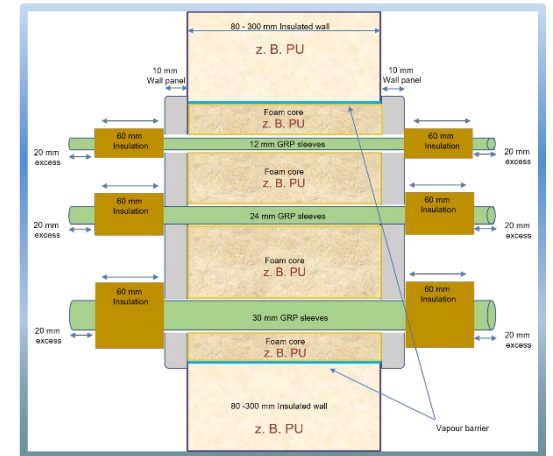 80 - 300 mm Insulated wall
z. B. PU
10 mm
Wall panel
10 mm
Wall panel
Foam core
z. B. PU
60 mm
Insulation
12 mm GRP sleeves
60 mm
Insulation
20 mm
excess
20 mm
excess
Foam core
z. B. PU
60 mm
Insulation
24 mm GRP sleeves
60 mm
Insulation
20 mm
excess
20 mm
excess
Foam core
z. B. PU
60 mm
Insulation
30 mm GRP sleeves
60 mm
Insulation
20 mm
excess
20 mm
excess
Foam core
z. B. PU
80 -300 mm Insulated wall
z. B. PU
Vapour barrier